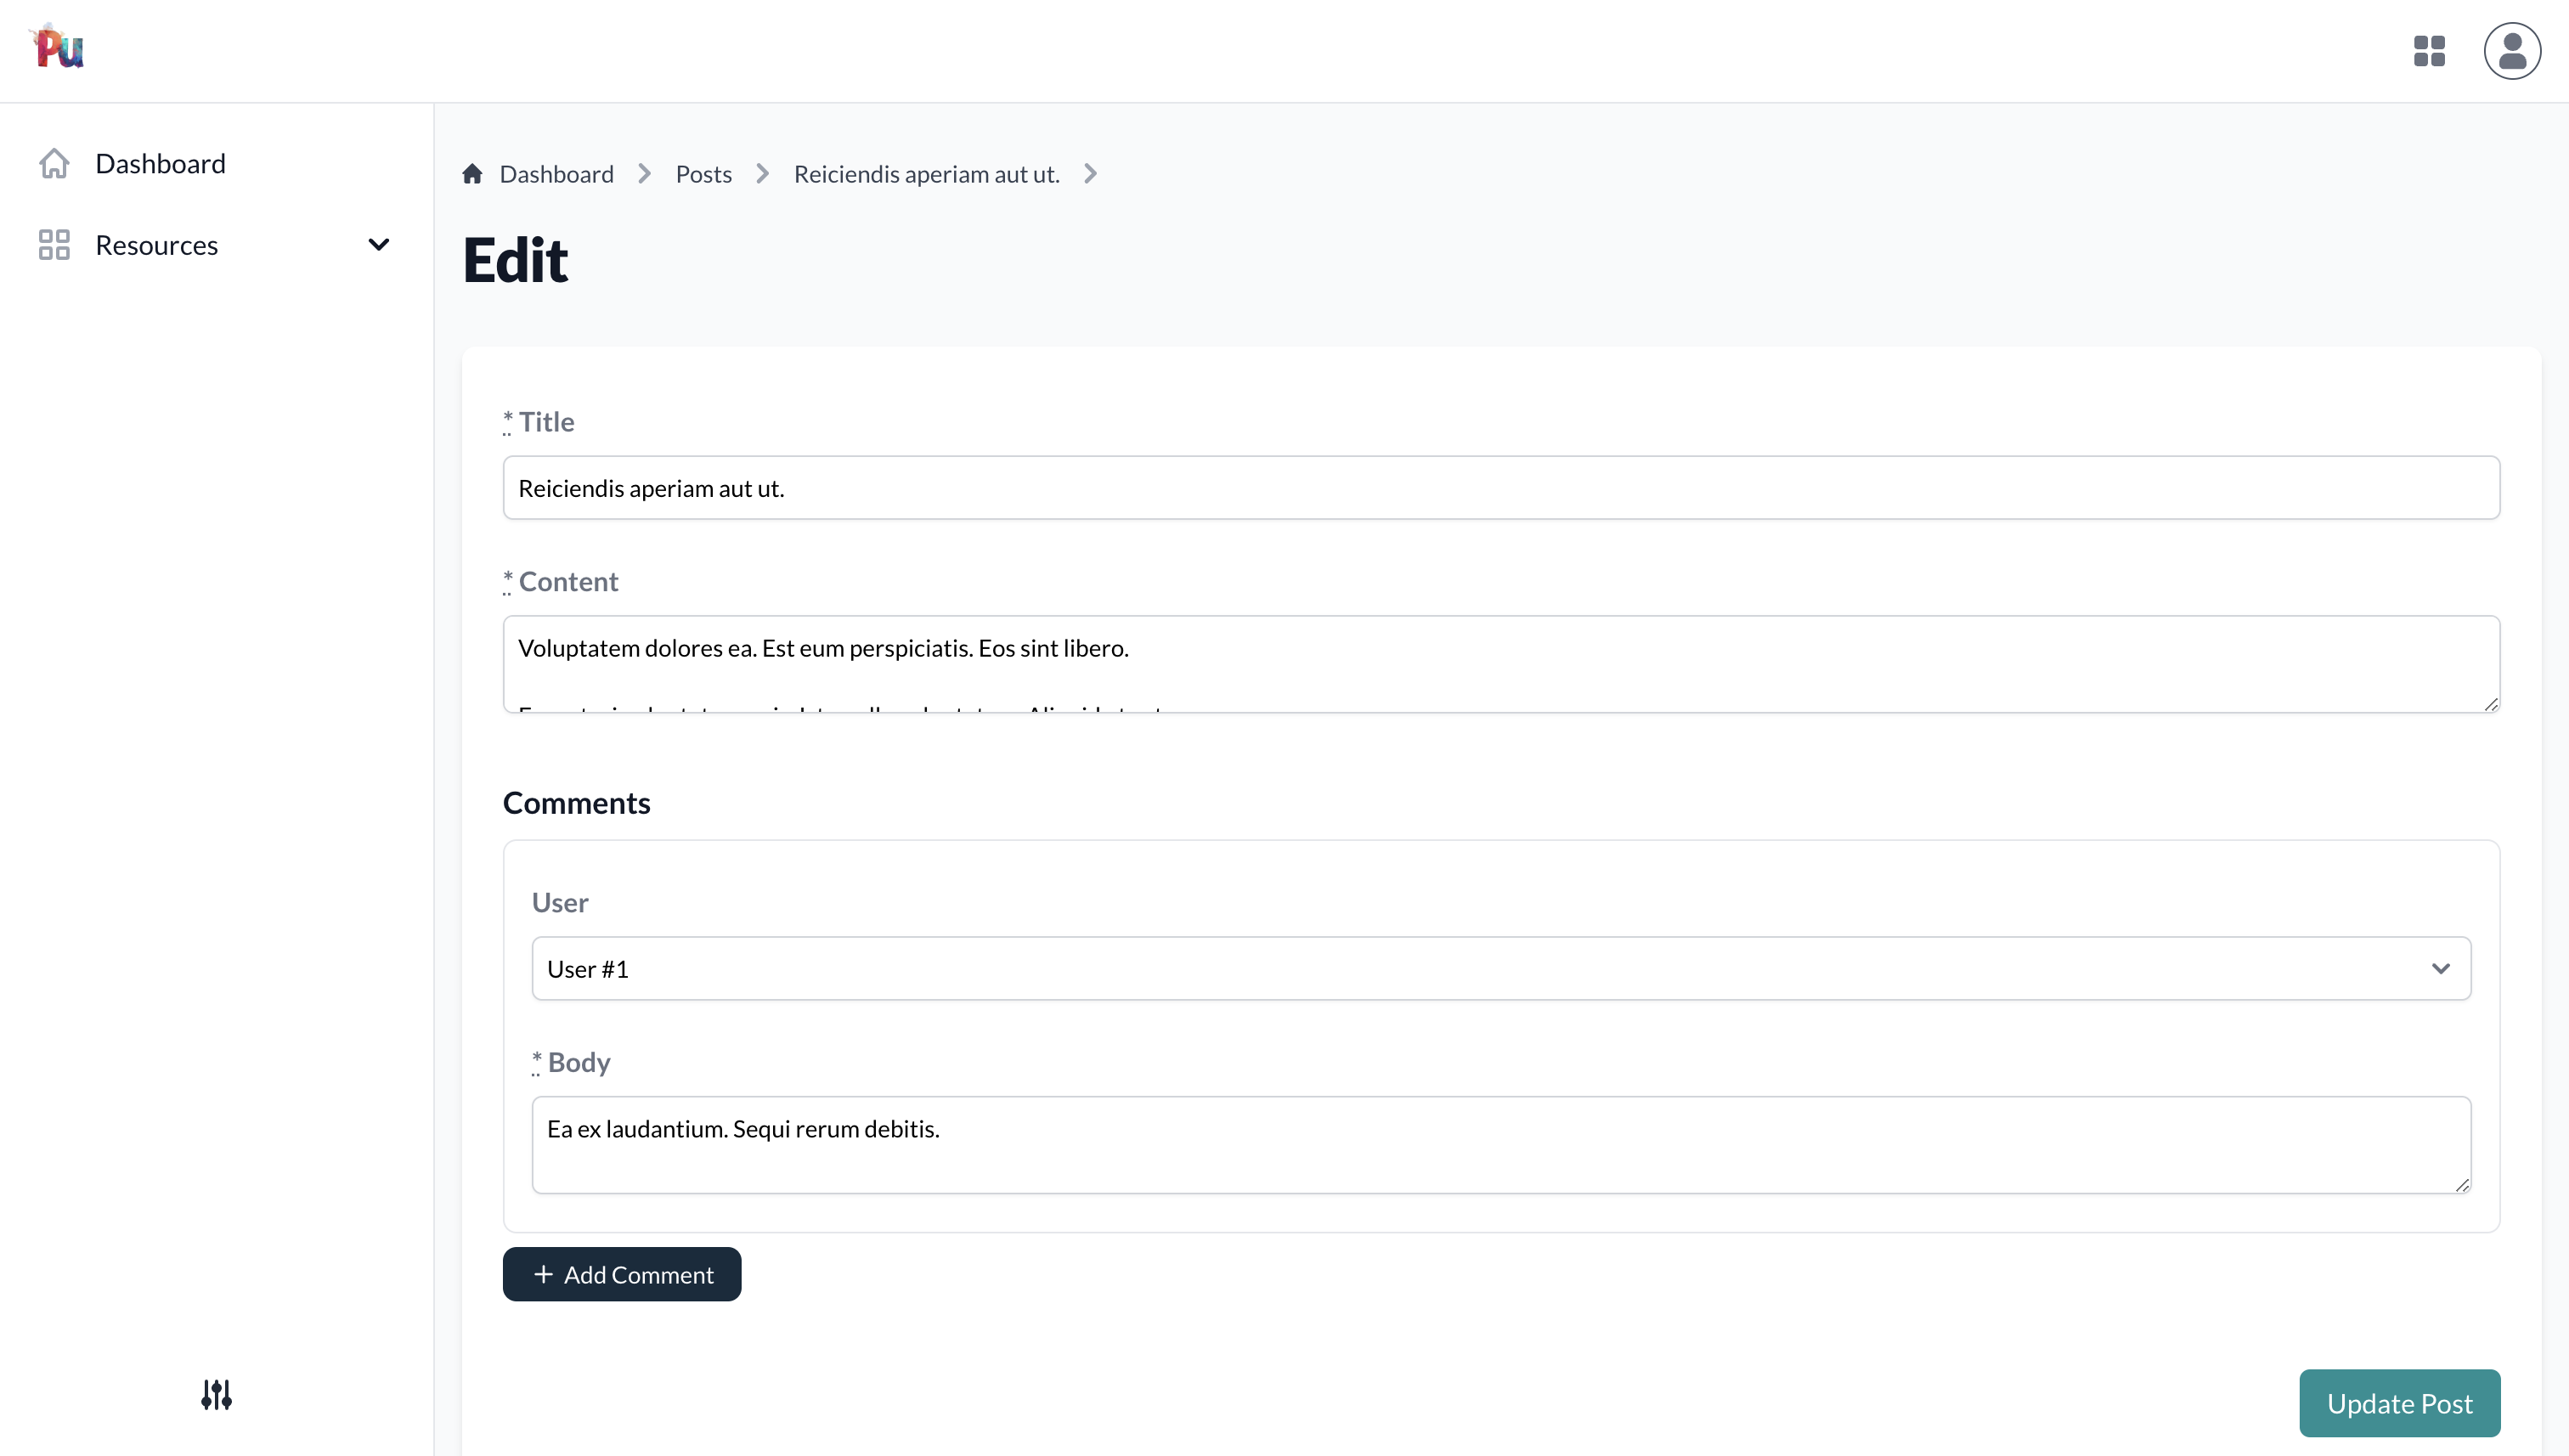 Pu
Dashboard
Resources
Dashboard
Posts
Reiciendis aperiam aut ut.
Edit
* Title
Reiciendis aperiam aut ut.
* Content
Voluptatem dolores ea. Est eum perspiciatis. Eos sint libero.
Comments
User
User #1
* Body
Ea ex laudantium. Sequi rerum debitis.
+ Add Comment
Update Post